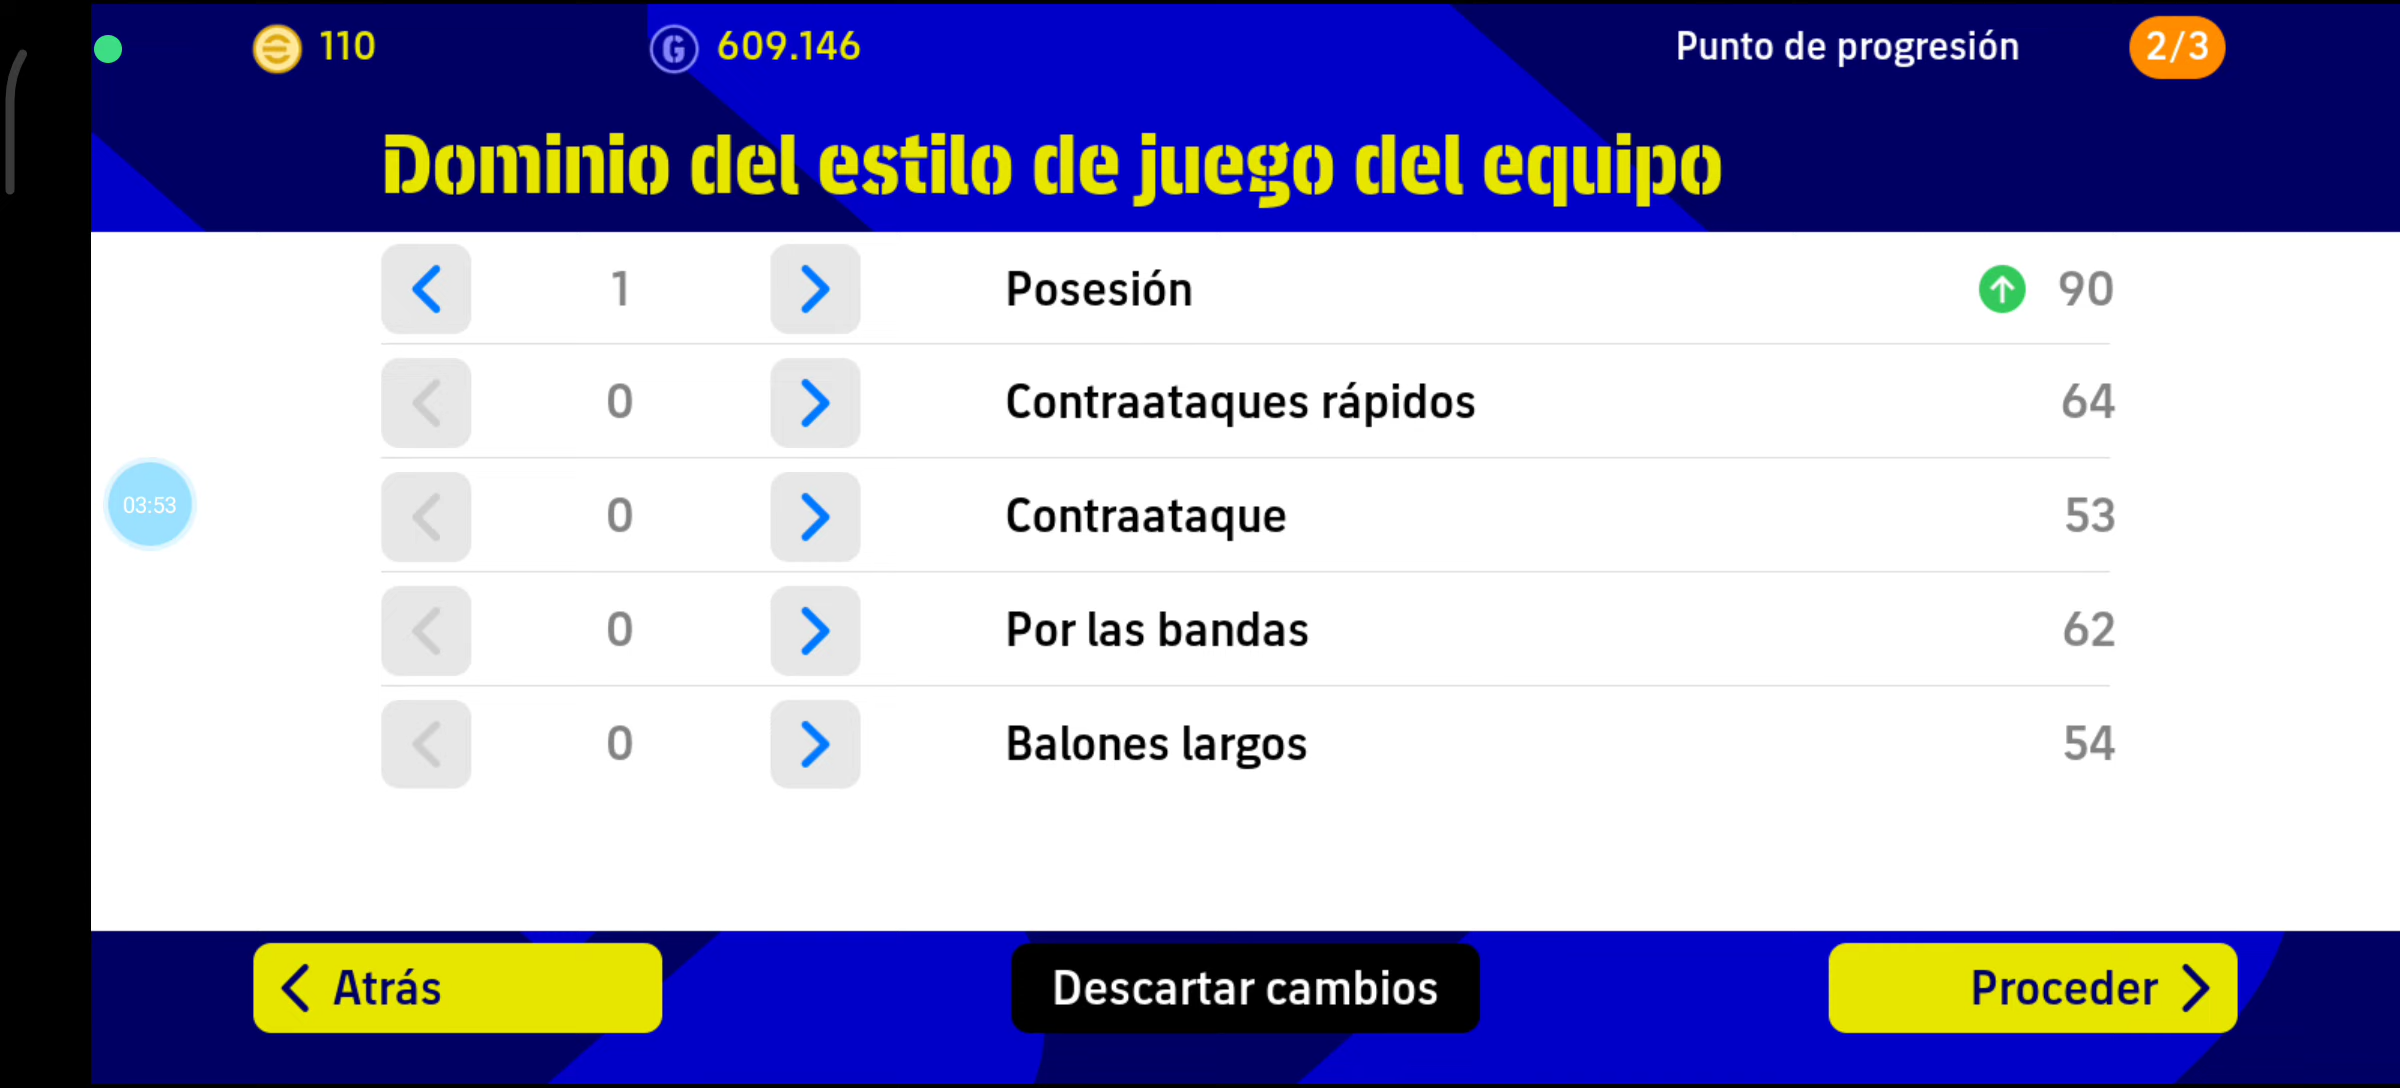 110
609.146
Punto de progresión
2/3
Dominio del estilo de juego del equipo
1 Posesión 90
0 Contraataques rápidos 64
0 Contraataque 53
03:53
0 Por las bandas 62
0 Balones largos 54
Atrás
Descartar cambios
Proceder